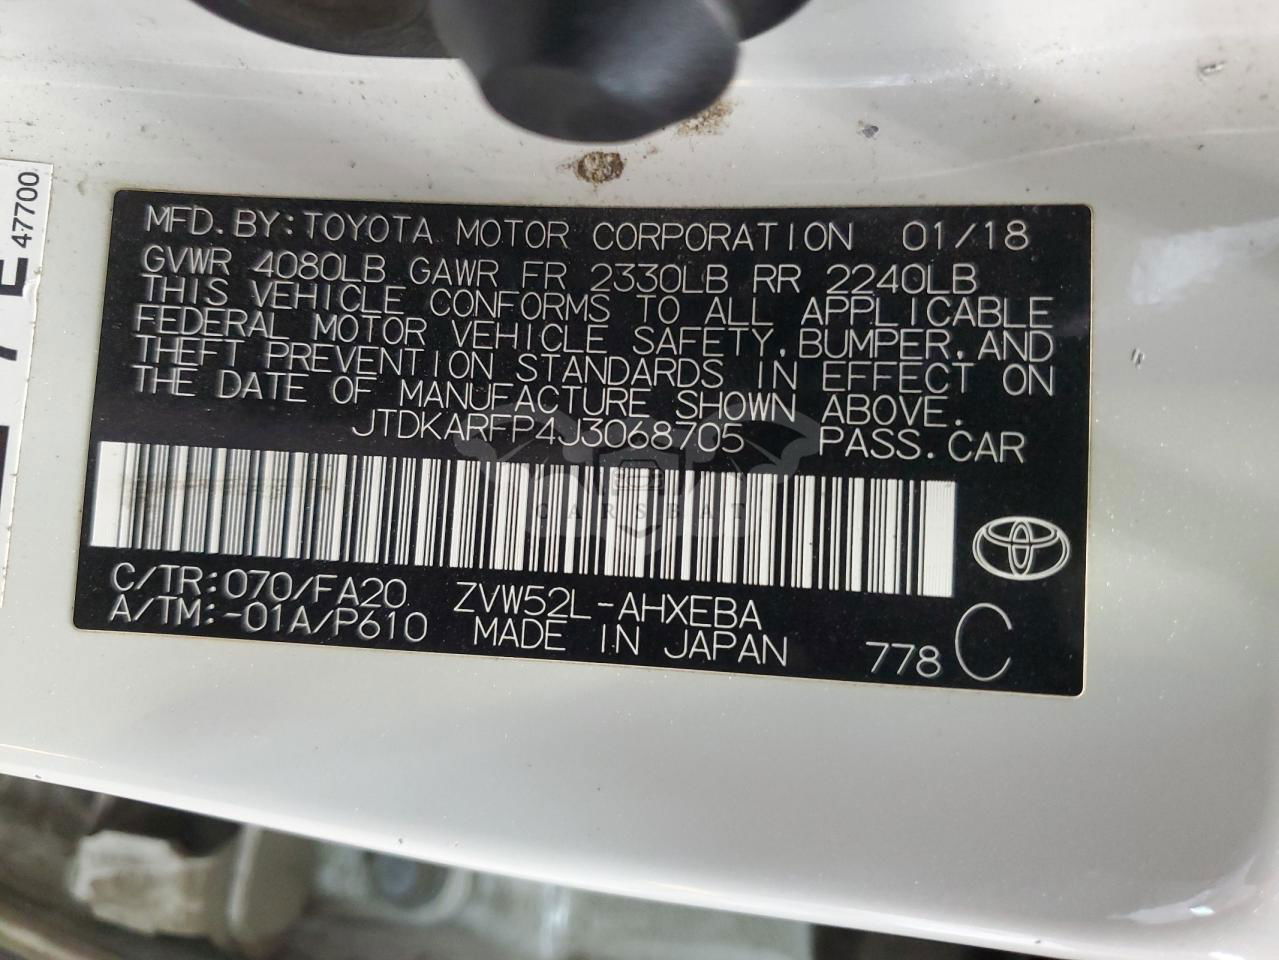 47700
MFD.BY:TOYOTA MOTOR CORPORATION 01/18
GVWR 4080LB GAWR FR 2330LB RR 2240LB
THIS VEHICLE CONFORMS TO ALL APPLICABLE
FEDERAL MOTOR VEHICLE SAFETY,BUMPER,AND
THEFT PREVENTION STANDARDS IN EFFECT ON
THE DATE OF MANUFACTURE SHOWN ABOVE.
JTDKARFP4J3068705 PASS.CAR
CARSBAT
C/TR:070/FA20 ZVW52L-AHXEBA
A/TM:-01A/P610 MADE IN JAPAN 778 C